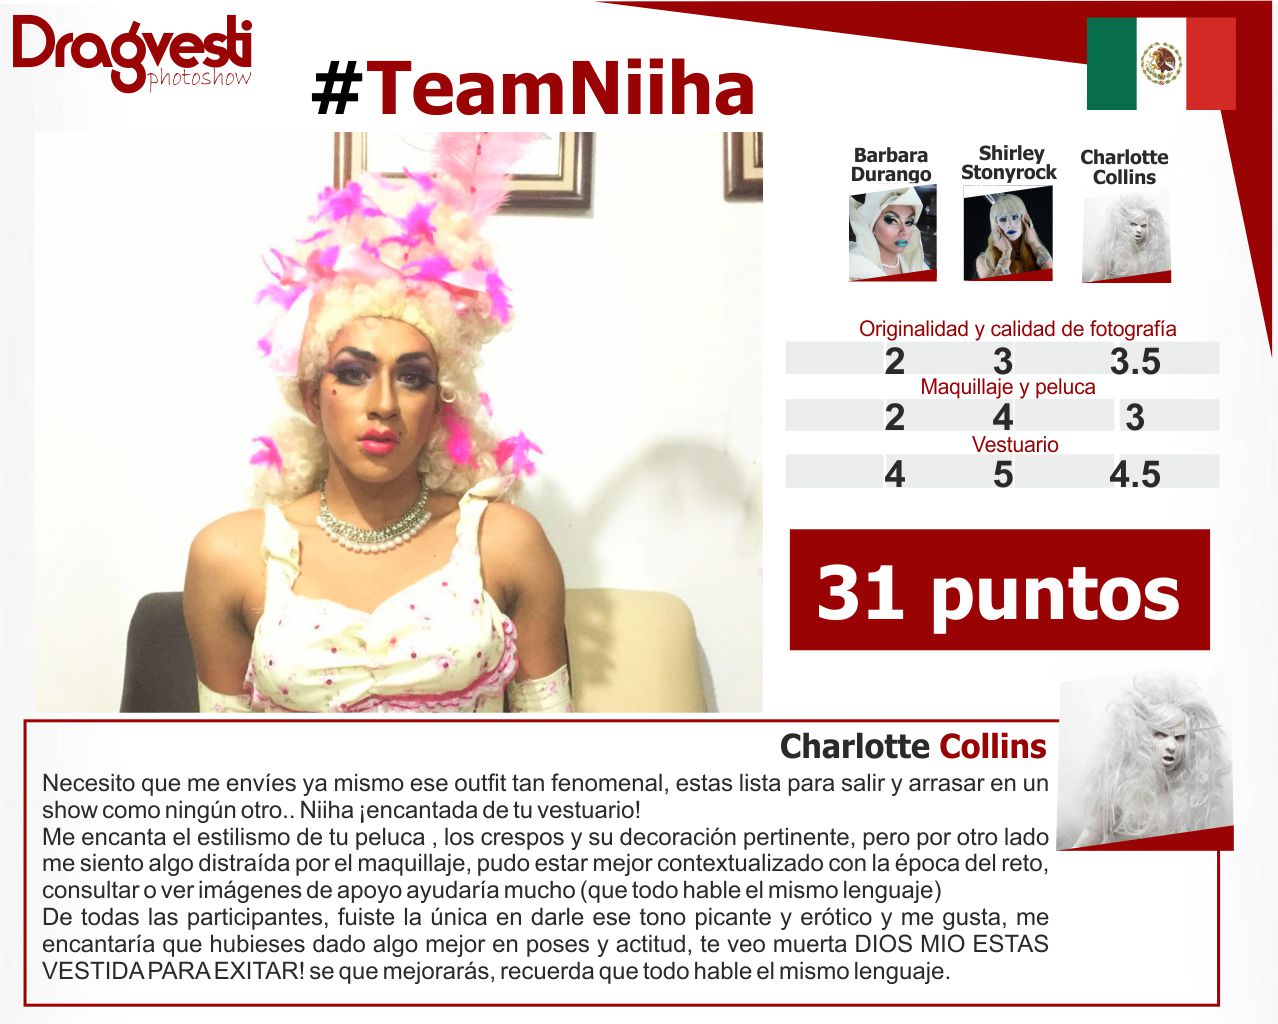 Dragvesti
photoshow
#TeamNiiha
Barbara
Durango
Shirley
Stonyrock
Charlotte
Collins
Originalidad y calidad de fotografía
2 3 3.5
Maquillaje y peluca
2 4 3
Vestuario
4 5 4.5
31 puntos
Charlotte Collins
Necesito que me envíes ya mismo ese outfit tan fenomenal, estas lista para salir y arrasar en un
show como ningún otro.. Niiha ¡encantada de tu vestuario!
Me encanta el estilismo de tu peluca , los crespos y su decoración pertinente, pero por otro lado
me siento algo distraída por el maquillaje, pudo estar mejor contextualizado con la época del reto,
consultar o ver imágenes de apoyo ayudaría mucho (que todo hable el mismo lenguaje)
De todas las participantes, fuiste la única en darle ese tono picante y erótico y me gusta, me
encantaría que hubieses dado algo mejor en poses y actitud, te veo muerta DIOS MIO ESTAS
VESTIDA PARA EXITAR! se que mejorarás, recuerda que todo hable el mismo lenguaje.